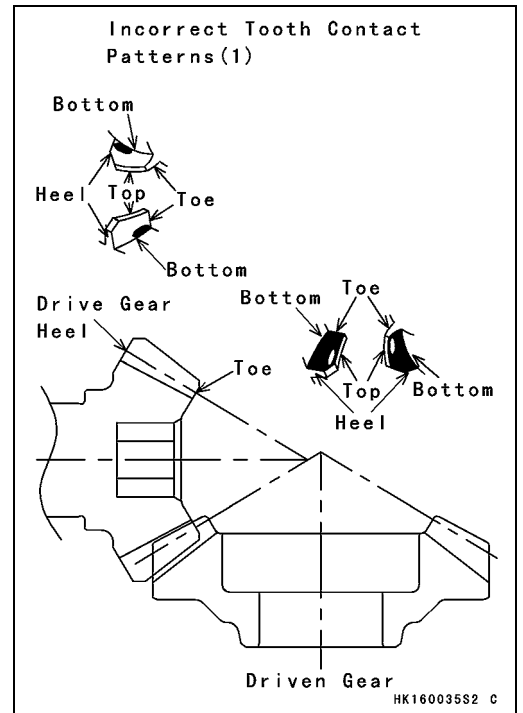 Incorrect Tooth Contact
Patterns(1)
Bottom
Heel
Top
Toe
Bottom
Drive Gear
Heel
Toe
Bottom
Toe
Top
Bottom
Heel
Driven Gear
HK160035S2 C